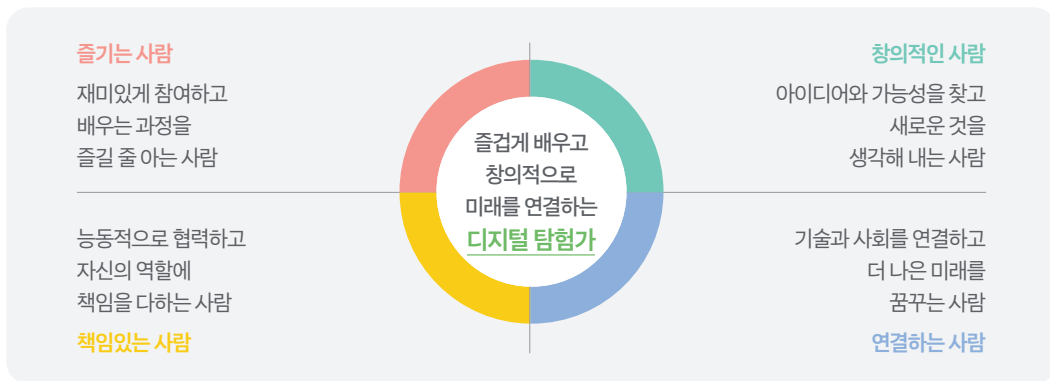 즐기는 사람
재미있게 참여하고
배우는 과정을
즐길 줄 아는 사람
창의적인 사람
아이디어와 가능성을 찾고
새로운 것을
생각해 내는 사람
즐겁게 배우고
창의적으로
미래를 연결하는
디지털 탐험가
능동적으로 협력하고
자신의 역할에
책임을 다하는 사람
책임있는 사람
기술과 사회를 연결하고
더 나은 미래를
꿈꾸는 사람
연결하는 사람